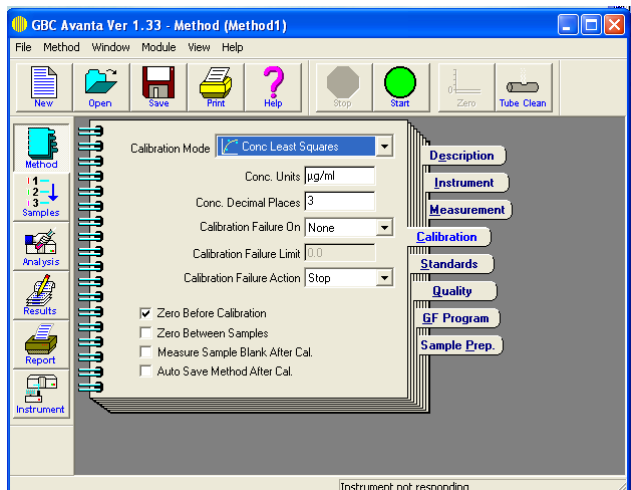 GBC Avanta Ver 1.33 - Method (Method1)
File Method Window Module View Help
New Open Save Print Help Stop Start Zero Tube Clean
Method
Samples
Analysis
Results
Report
Instrument
Calibration Mode Conc Least Squares
Conc. Units µg/ml
Conc. Decimal Places 3
Calibration Failure On None
Calibration Failure Limit 0.0
Calibration Failure Action Stop
Zero Before Calibration
Zero Between Samples
Measure Sample Blank After Cal.
Auto Save Method After Cal.
Description
Instrument
Measurement
Calibration
Standards
Quality
GF Program
Sample Prep.
Instrument not responding